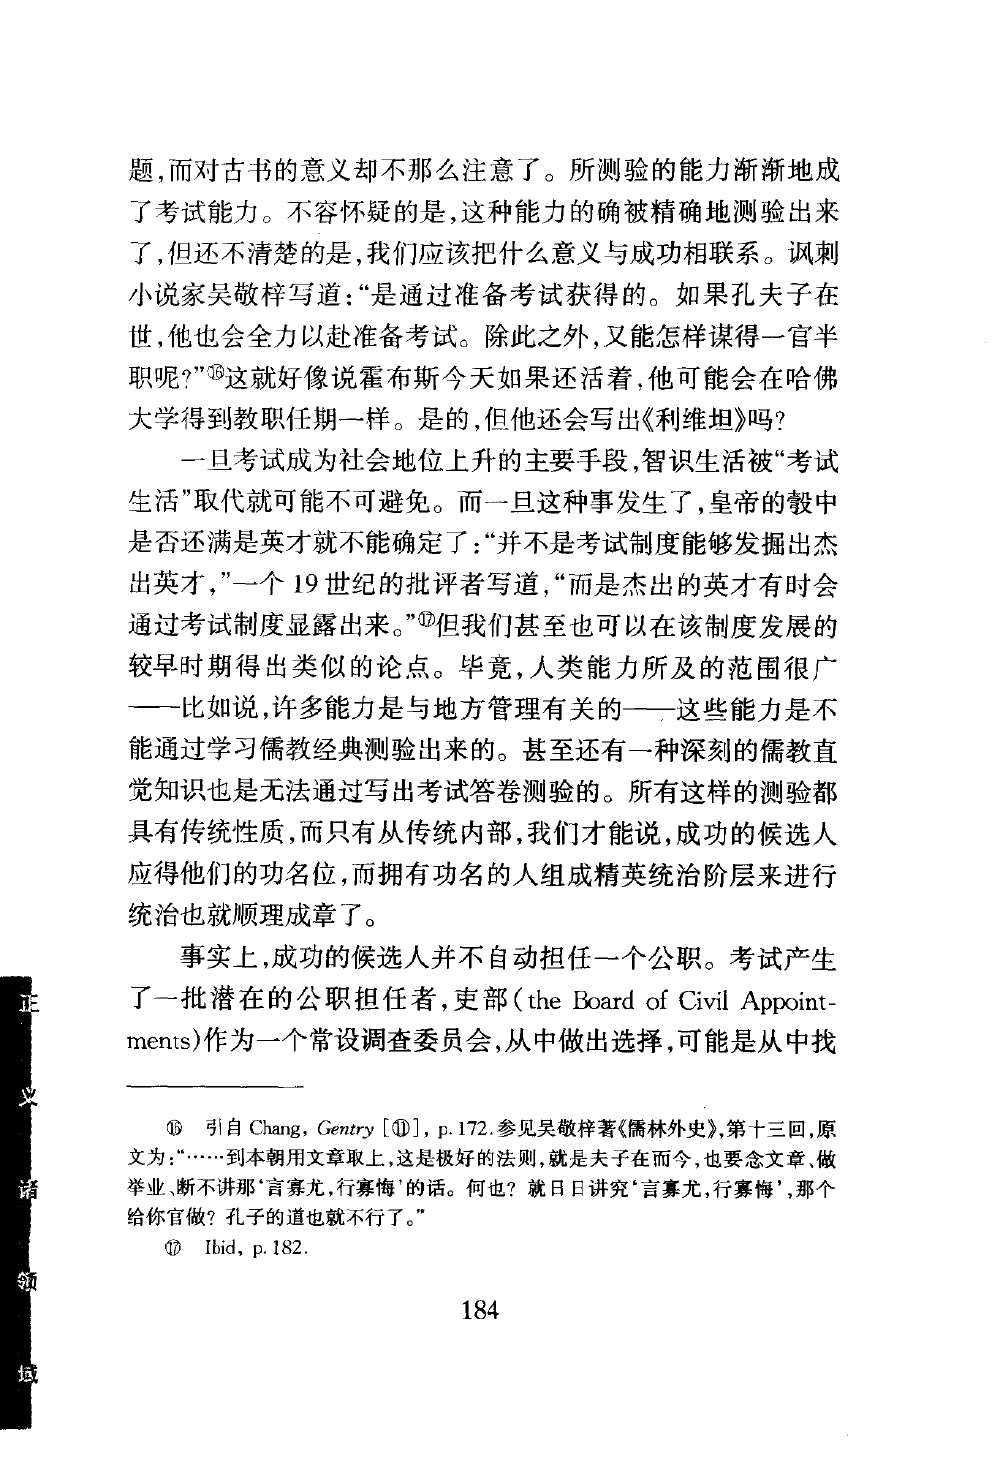 题,而对古书的意义却不那么注意了。所测验的能力渐渐地成
了考试能力。不容怀疑的是,这种能力的确被精确地测验出来
了,但还不清楚的是,我们应该把什么意义与成功相联系。讽刺
小说家吴敬梓写道:“是通过准备考试获得的。如果孔夫子在
世,他也会全力以赴准备考试。除此之外,又能怎样谋得一官半
职呢?”⑯这就好像说霍布斯今天如果还活着,他可能会在哈佛
大学得到教职任期一样。是的,但他还会写出《利维坦》吗?
一旦考试成为社会地位上升的主要手段,智识生活被“考试
生活”取代就可能不可避免。而一旦这种事发生了,皇帝的彀中
是否还满是英才就不能确定了:“并不是考试制度能够发掘出杰
出英才,”一个19世纪的批评者写道,“而是杰出的英才有时会
通过考试制度显露出来。”⑰但我们甚至也可以在该制度发展的
较早时期得出类似的论点。毕竟,人类能力所及的范围很广
——比如说,许多能力是与地方管理有关的——这些能力是不
能通过学习儒教经典测验出来的。甚至还有一种深刻的儒教直
觉知识也是无法通过写出考试答卷测验的。所有这样的测验都
具有传统性质,而只有从传统内部,我们才能说,成功的候选人
应得他们的功名位,而拥有功名的人组成精英统治阶层来进行
统治也就顺理成章了。
事实上,成功的候选人并不自动担任一个公职。考试产生
了一批潜在的公职担任者,吏部(the Board of Civil Appoint-
ments)作为一个常设调查委员会,从中做出选择,可能是从中找
⑯ 引自 Chang, Gentry [⑪], p.172.参见吴敬梓著《儒林外史》,第十三回,原
文为:“……到本朝用文章取上,这是极好的法则,就是夫子在而今,也要念文章、做
举业、断不讲那‘言寡尤,行寡悔’的话。何也?就日日讲究‘言寡尤,行寡悔’,那个
给你官做?孔子的道也就不行了。”
⑰ Ibid, p.182.
184
正
义
诸
领
域